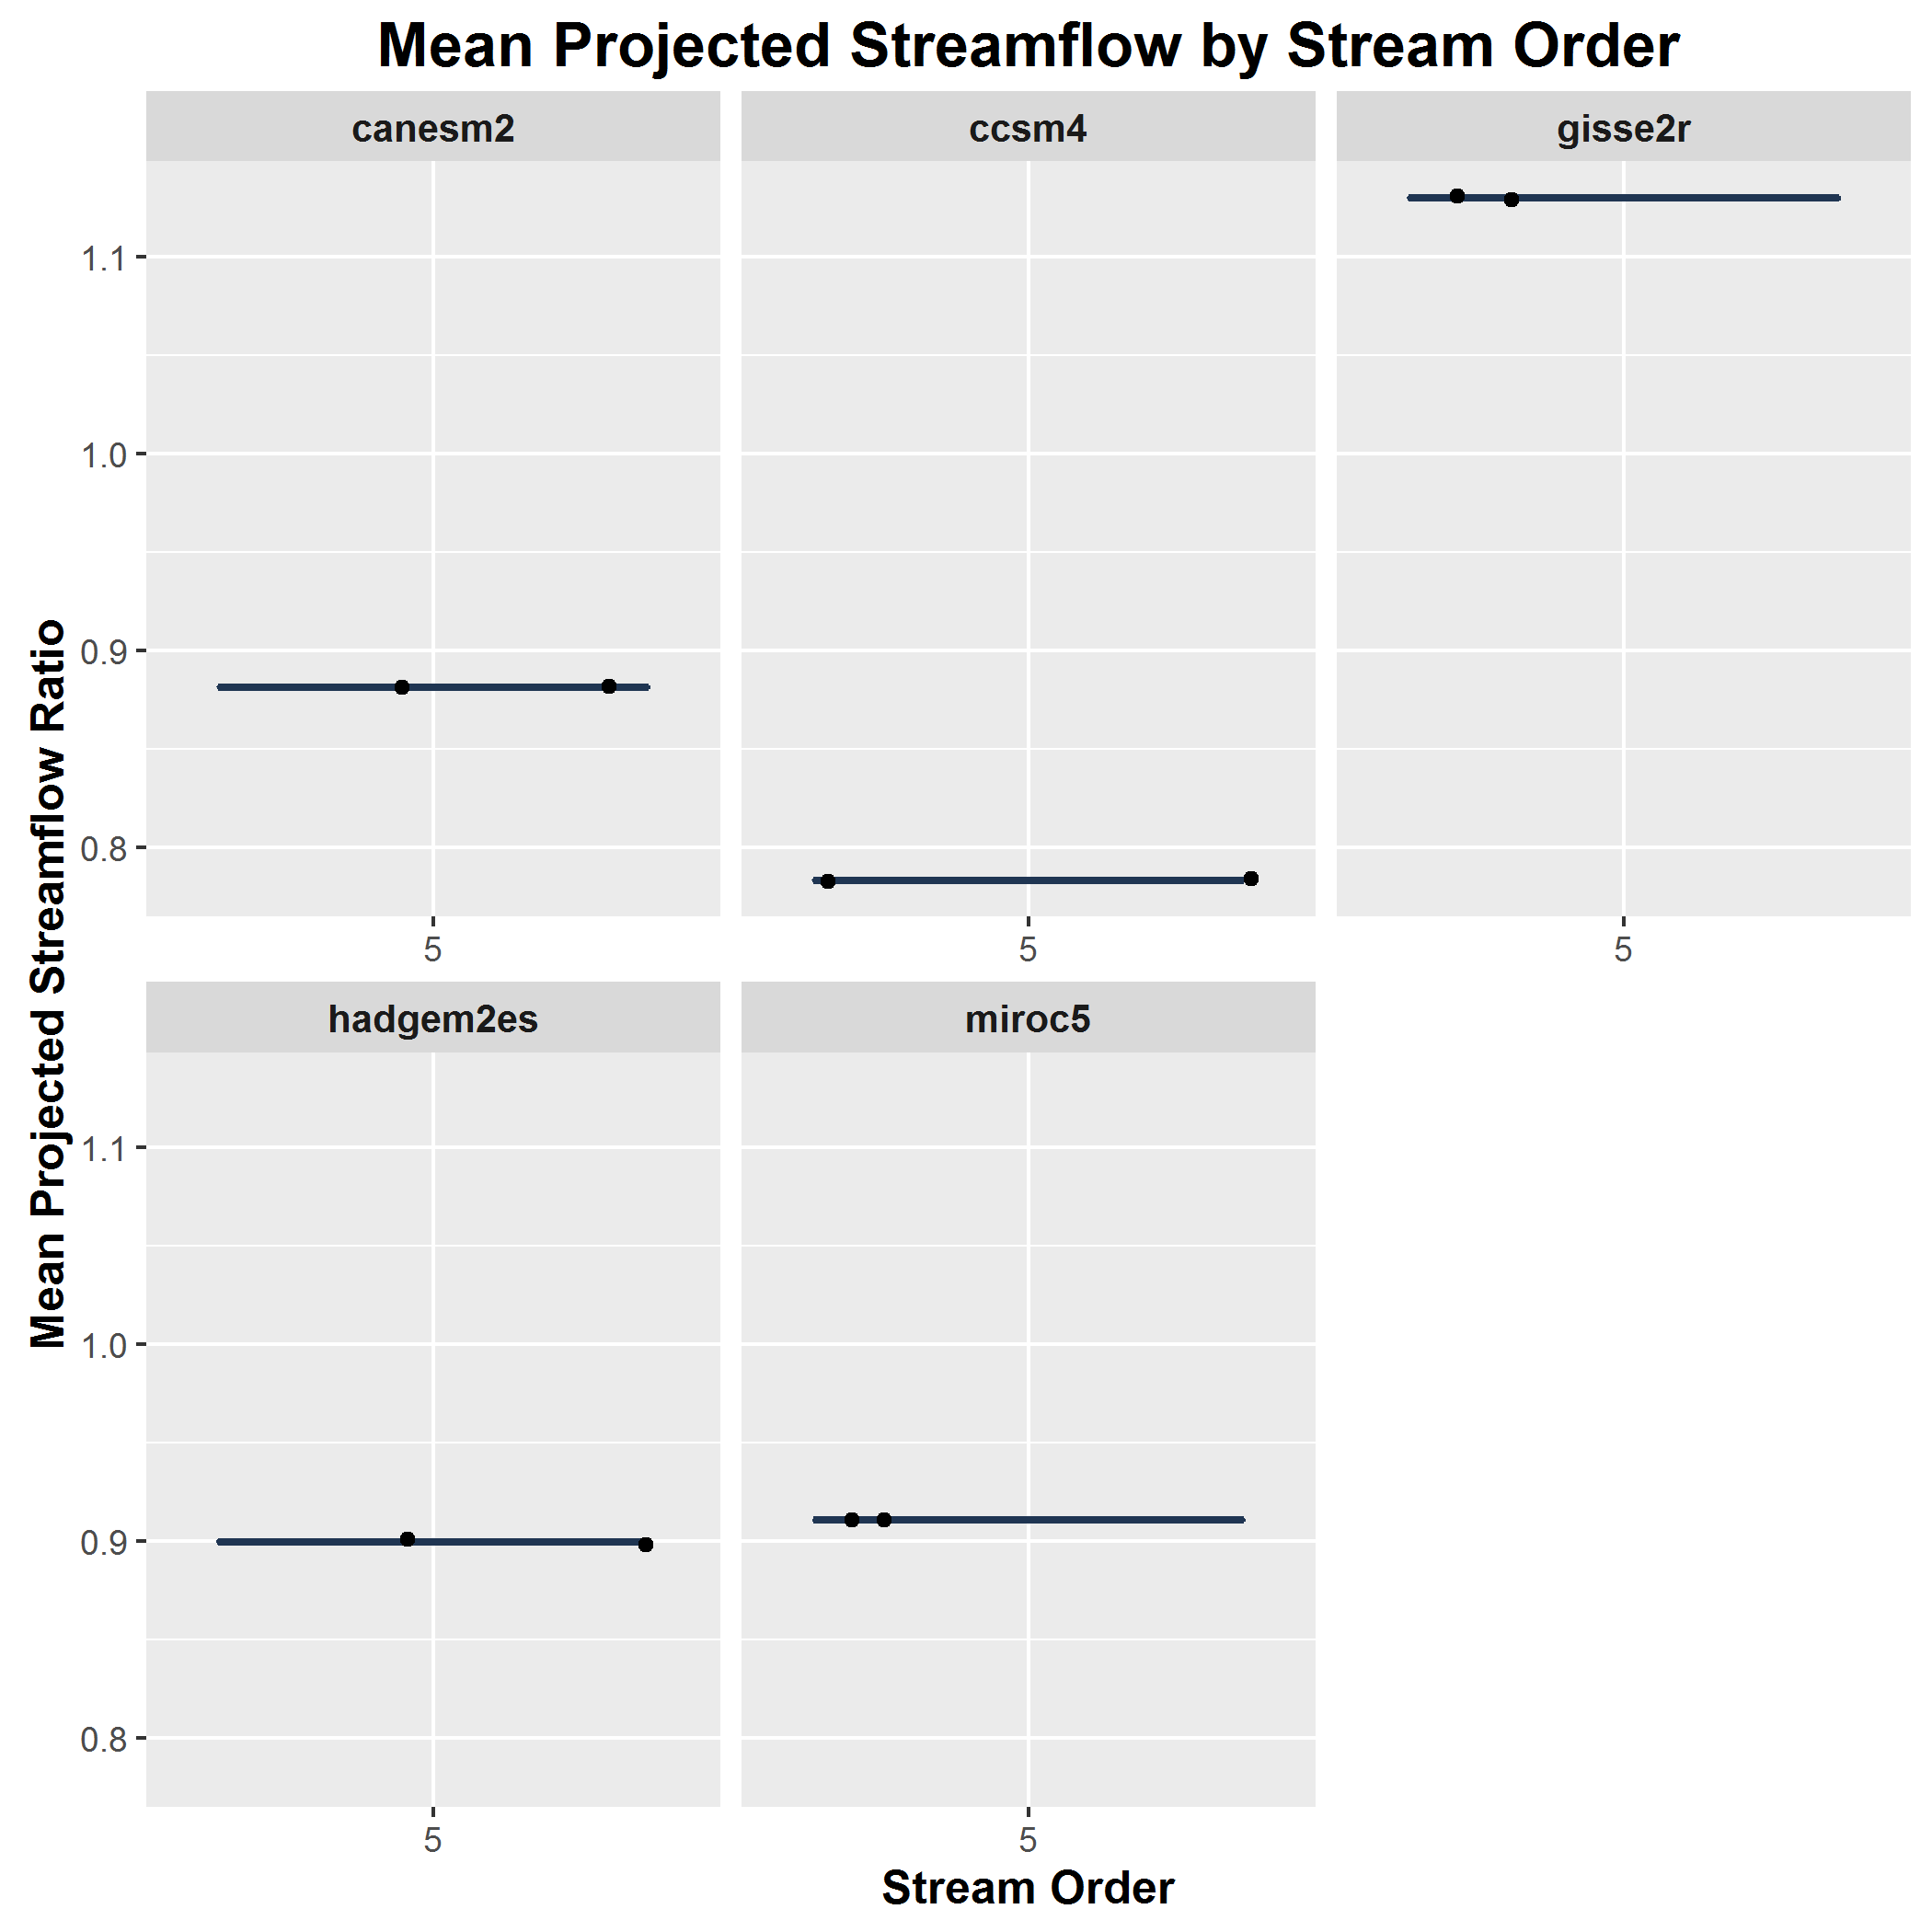 Mean Projected Streamflow by Stream Order
canesm2
ccsm4
gisse2r
1.1
1.0
0.9
0.8
5
5
5
Mean Projected Streamflow Ratio
hadgem2es
miroc5
1.1
1.0
0.9
0.8
5
5
Stream Order